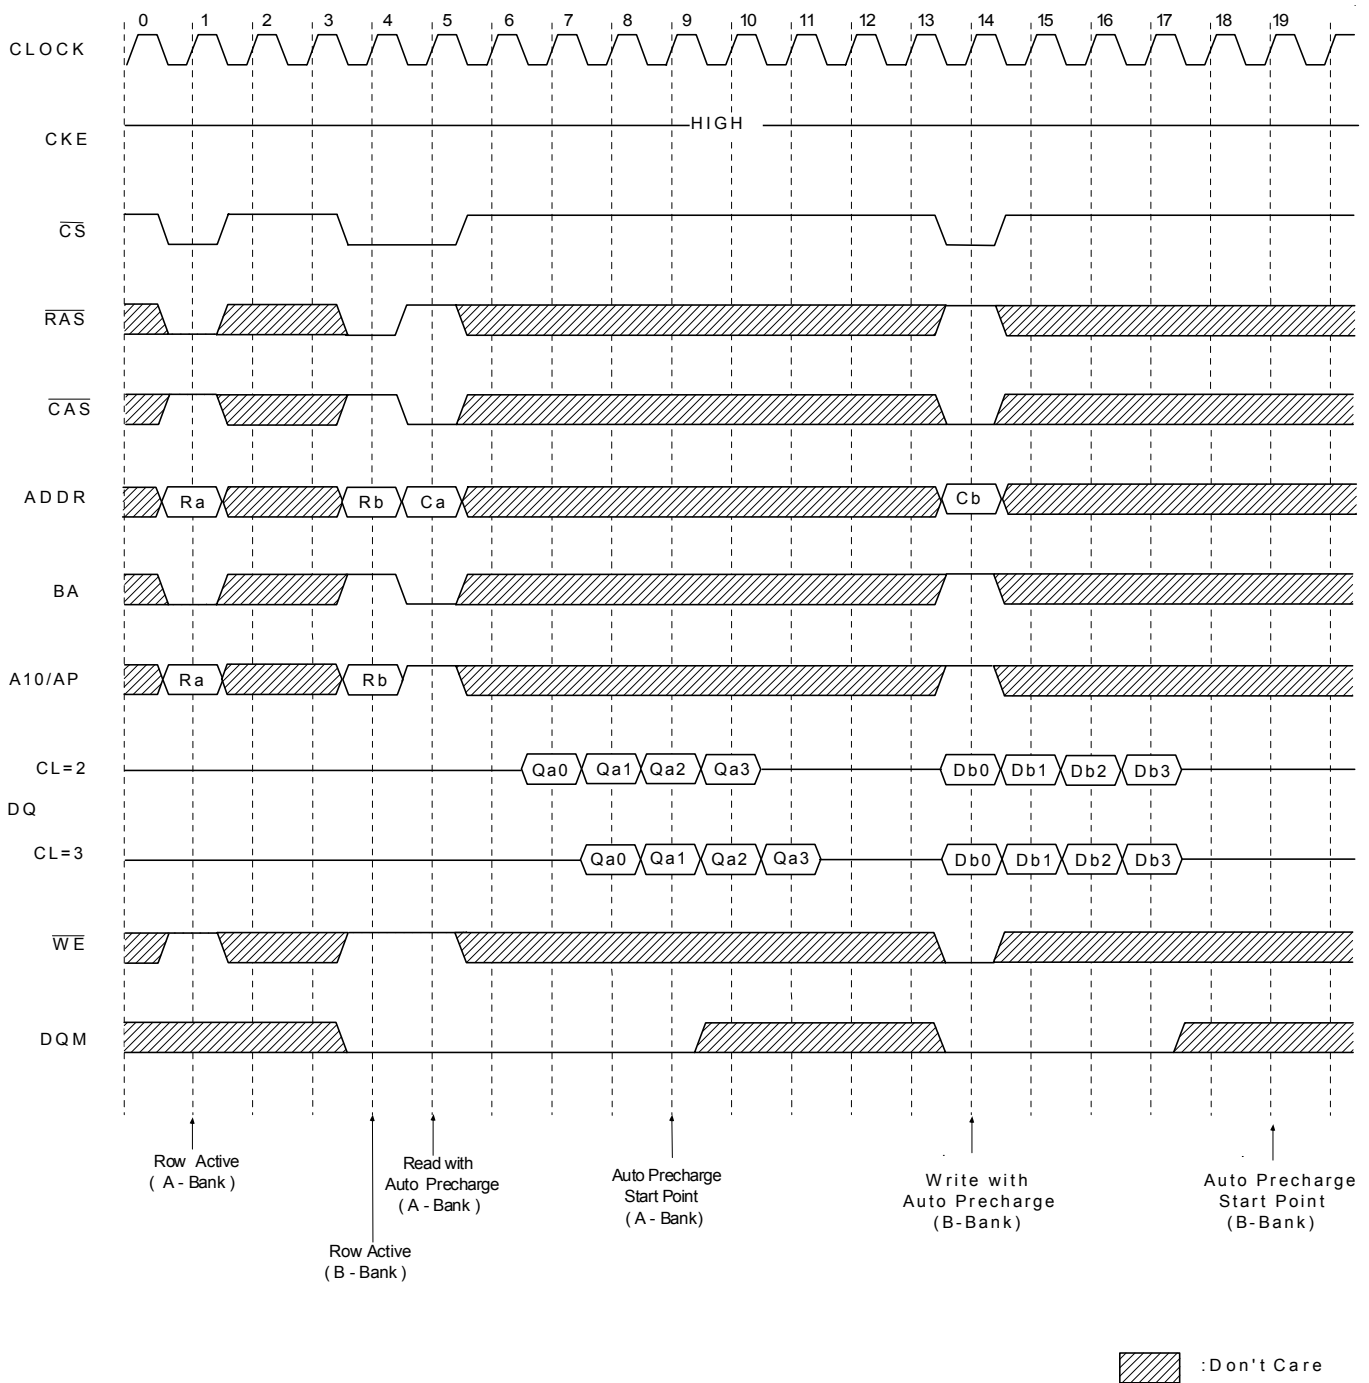 0 1 2 3 4 5 6 7 8 9 10 11 12 13 14 15 16 17 18 19
CLOCK
HIGH
CKE
CS
RAS
CAS
ADDR Ra Rb Ca Cb
BA
A10/AP Ra Rb
CL=2 Qa0 Qa1 Qa2 Qa3 Db0 Db1 Db2 Db3
DQ
CL=3 Qa0 Qa1 Qa2 Qa3 Db0 Db1 Db2 Db3
WE
DQM
Row Active
(A-Bank)
Row Active
(B-Bank)
Read with
Auto Precharge
(A-Bank)
Auto Precharge
Start Point
(A-Bank)
Write with
Auto Precharge
(B-Bank)
Auto Precharge
Start Point
(B-Bank)
:Don't Care